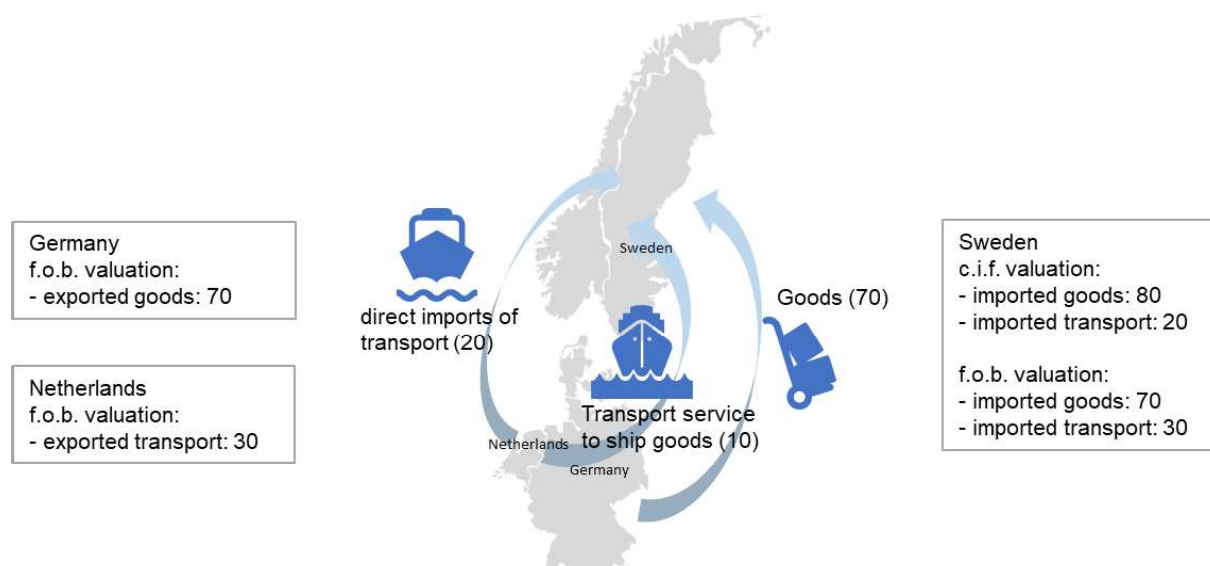 Germany
f.o.b. valuation:
- exported goods: 70
Netherlands
f.o.b. valuation:
- exported transport: 30
direct imports of
transport (20)
Sweden
Transport service
to ship goods (10)
Netherlands
Germany
Goods (70)
Sweden
c.i.f. valuation:
- imported goods: 80
- imported transport: 20
f.o.b. valuation:
- imported goods: 70
- imported transport: 30